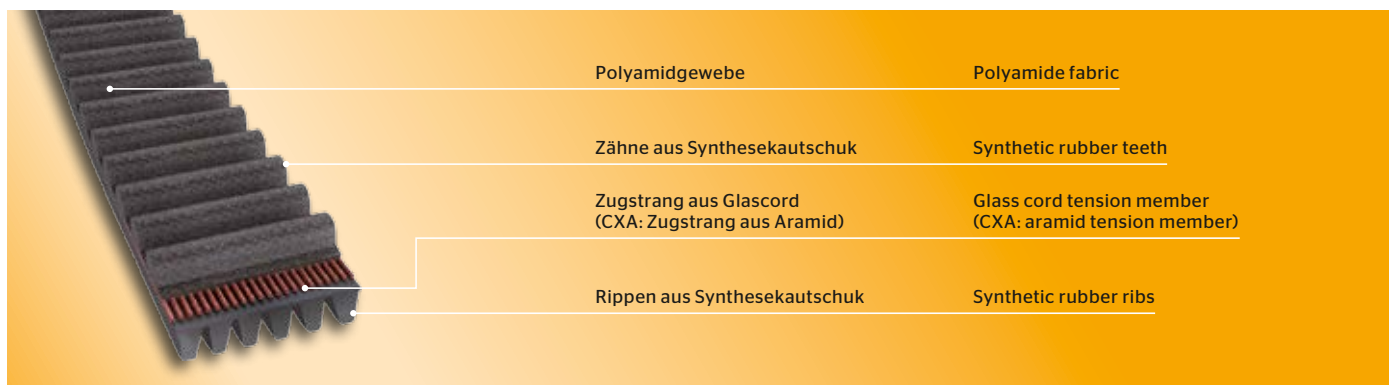 Polyamidgewebe Polyamide fabric
Zähne aus Synthesekautschuk Synthetic rubber teeth
Zugstrang aus Glascord Glass cord tension member
(CXA: Zugstrang aus Aramid) (CXA: aramid tension member)
Rippen aus Synthesekautschuk Synthetic rubber ribs